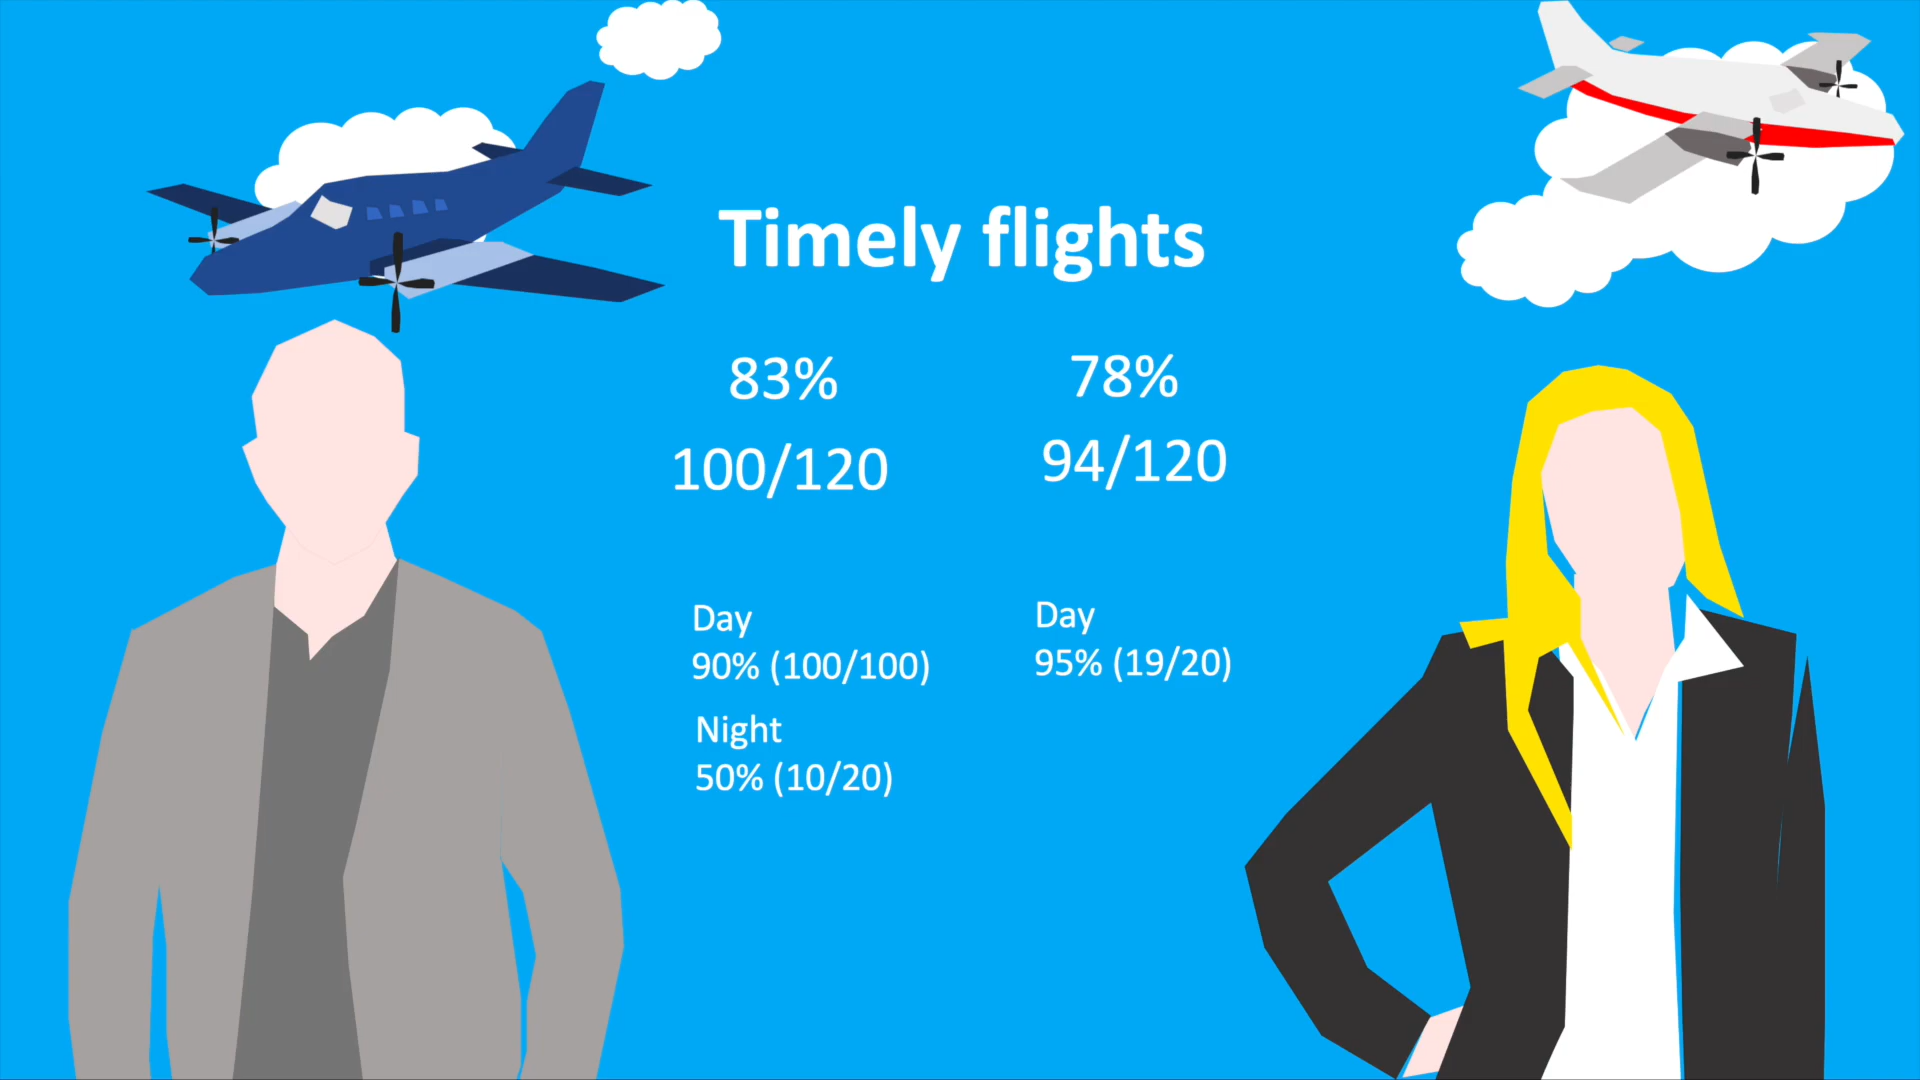 Timely flights
83%
78%
100/120
94/120
Day
90% (100/100)
Night
50% (10/20)
Day
95% (19/20)